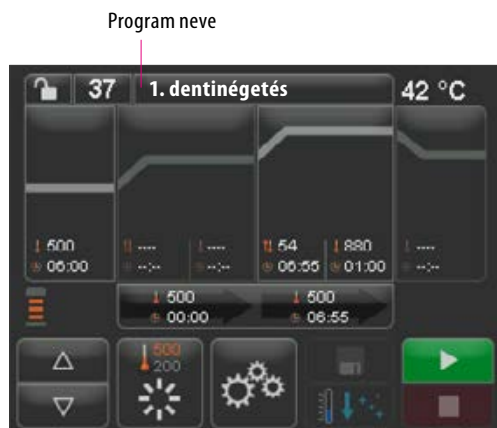 Program neve
37 1. dentinégetés 42 °C
500 ---- ---- 54 880 ----
06:00 --:-- --:-- 06:55 01:00 --:--
500 500
00:00 06:55
500
200